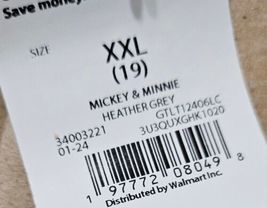 Save money
SIZE
XXL
(19)
MICKEY & MINNIE
HEATHER GREY
GTLT12406LC
34003221
3U3QUXGHK1020
01-24
1 97772 08049 8
Distributed by Walmart Inc.